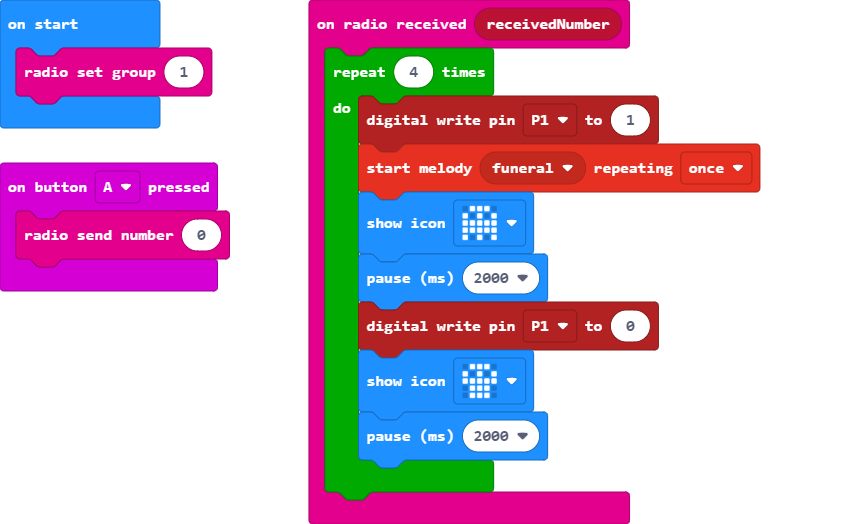 on start
radio set group 1
on button A pressed
radio send number 0
on radio received receivedNumber
repeat 4 times
do
digital write pin P1 to 1
start melody funeral repeating once
show icon
pause (ms) 2000
digital write pin P1 to 0
show icon
pause (ms) 2000